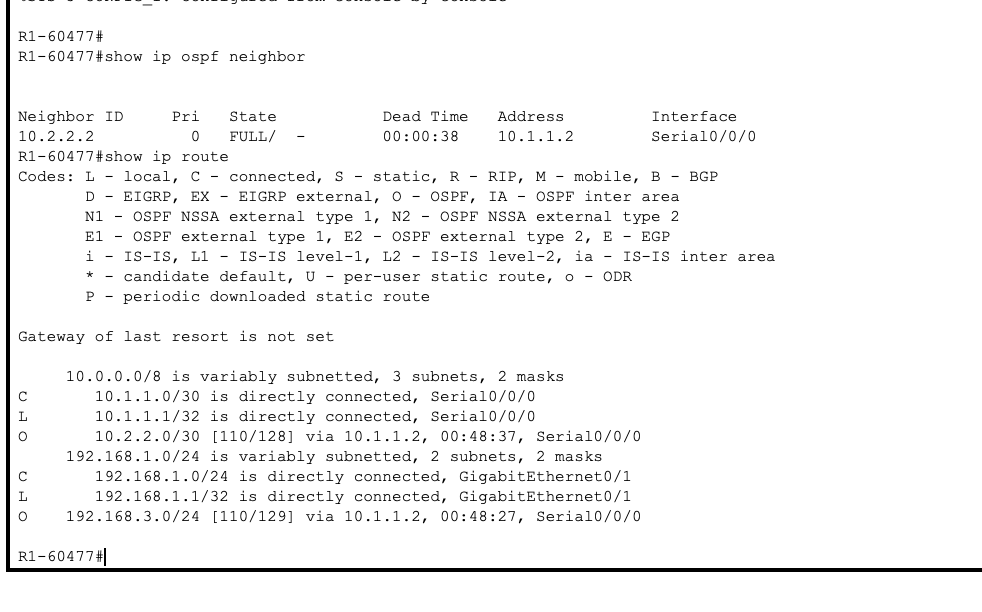 R1-60477#
R1-60477#show ip ospf neighbor
Neighbor ID     Pri   State           Dead Time   Address         Interface
10.2.2.2          0   FULL/  -        00:00:38    10.1.1.2        Serial0/0/0
R1-60477#show ip route
Codes: L - local, C - connected, S - static, R - RIP, M - mobile, B - BGP
       D - EIGRP, EX - EIGRP external, O - OSPF, IA - OSPF inter area
       N1 - OSPF NSSA external type 1, N2 - OSPF NSSA external type 2
       E1 - OSPF external type 1, E2 - OSPF external type 2, E - EGP
       i - IS-IS, L1 - IS-IS level-1, L2 - IS-IS level-2, ia - IS-IS inter area
       * - candidate default, U - per-user static route, o - ODR
       P - periodic downloaded static route
Gateway of last resort is not set
     10.0.0.0/8 is variably subnetted, 3 subnets, 2 masks
C       10.1.1.0/30 is directly connected, Serial0/0/0
L       10.1.1.1/32 is directly connected, Serial0/0/0
O       10.2.2.0/30 [110/128] via 10.1.1.2, 00:48:37, Serial0/0/0
     192.168.1.0/24 is variably subnetted, 2 subnets, 2 masks
C       192.168.1.0/24 is directly connected, GigabitEthernet0/1
L       192.168.1.1/32 is directly connected, GigabitEthernet0/1
O    192.168.3.0/24 [110/129] via 10.1.1.2, 00:48:27, Serial0/0/0
R1-60477#